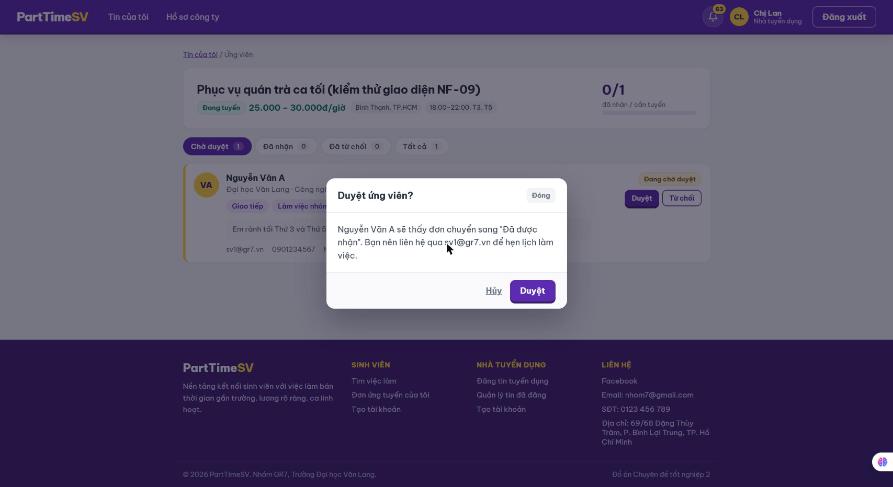 PartTimeSV
Tin của tôi
Hồ sơ công ty
63
CL
Chị Lan
Nhà tuyển dụng
Đăng xuất
Tin của tôi / Ứng viên
Phục vụ quán trà ca tối (kiểm thử giao diện NF-09)
Đang tuyển
25.000 – 30.000đ/giờ
Bình Thạnh, TP.HCM
18:00–22:00, T3, T5
0/1
đã nhận / cần tuyển
Chờ duyệt 1
Đã nhận 0
Đã từ chối 0
Tất cả 1
VA
Nguyễn Văn A
Đại học Văn Lang · Công
Giao tiếp
Làm việc
Em rảnh tối Thứ 3 và Thứ
sv1@gr7.vn
0901234567
Đang chờ duyệt
Duyệt
Từ chối
Duyệt ứng viên?
Đóng
Nguyễn Văn A sẽ thấy đơn chuyển sang "Đã được
nhận". Bạn nên liên hệ qua sv1@gr7.vn để hẹn lịch làm
việc.
Hủy
Duyệt
PartTimeSV
Nền tảng kết nối sinh viên với việc làm bán
thời gian gần trường, lương rõ ràng, ca linh
hoạt.
SINH VIÊN
Tìm việc làm
Đơn ứng tuyển của tôi
Tạo tài khoản
NHÀ TUYỂN DỤNG
Đăng tin tuyển dụng
Quản lý tin đã đăng
Tạo tài khoản
LIÊN HỆ
Facebook
Email: nhom7@gmail.com
SĐT: 0123 456 789
Địa chỉ: 69/68 Đặng Thùy
Trâm, P. Bình Lợi Trung, TP. Hồ
Chí Minh
© 2026 PartTimeSV. Nhóm GR7, Trường Đại học Văn Lang.
Đồ án Chuyên đề tốt nghiệp 2